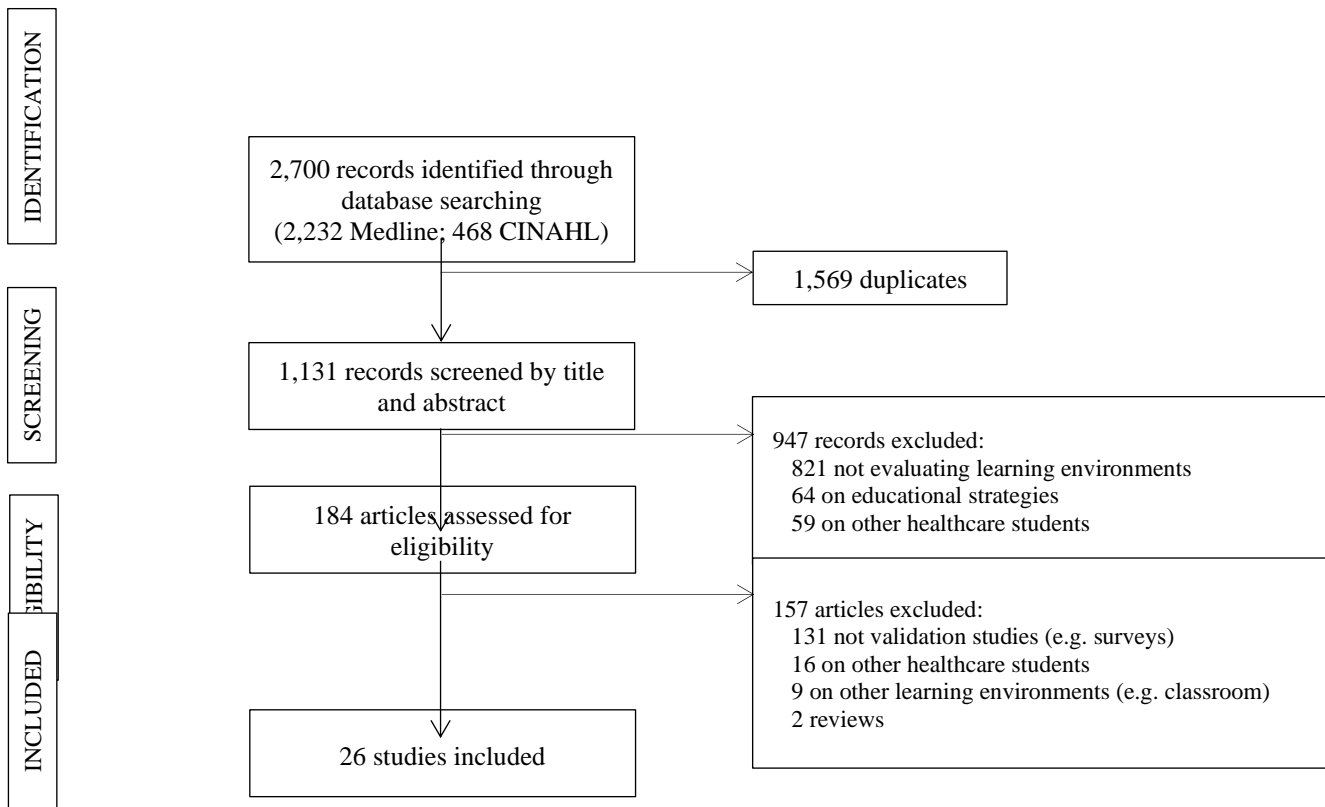 IDENTIFICATION
2,700 records identified through
database searching
(2,232 Medline; 468 CINAHL)
1,569 duplicates
SCREENING
1,131 records screened by title
and abstract
947 records excluded:
821 not evaluating learning environments
64 on educational strategies
59 on other healthcare students
GIBILITY
184 articles assessed for
eligibility
157 articles excluded:
131 not validation studies (e.g. surveys)
16 on other healthcare students
9 on other learning environments (e.g. classroom)
2 reviews
INCLUDED
26 studies included